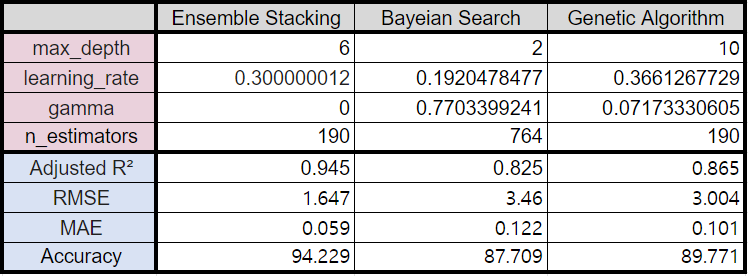 Ensemble Stacking Bayeian Search Genetic Algorithm
max_depth 6 2 10
learning_rate 0.300000012 0.1920478477 0.3661267729
gamma 0 0.7703399241 0.07173330605
n_estimators 190 764 190
Adjusted R² 0.945 0.825 0.865
RMSE 1.647 3.46 3.004
MAE 0.059 0.122 0.101
Accuracy 94.229 87.709 89.771